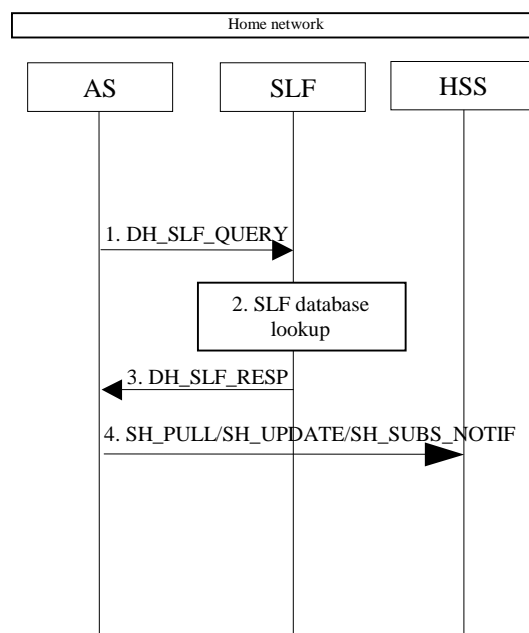 Home network
AS
SLF
HSS
1. DH_SLF_QUERY
2. SLF database
lookup
3. DH_SLF_RESP
4. SH_PULL/SH_UPDATE/SH_SUBS_NOTIF